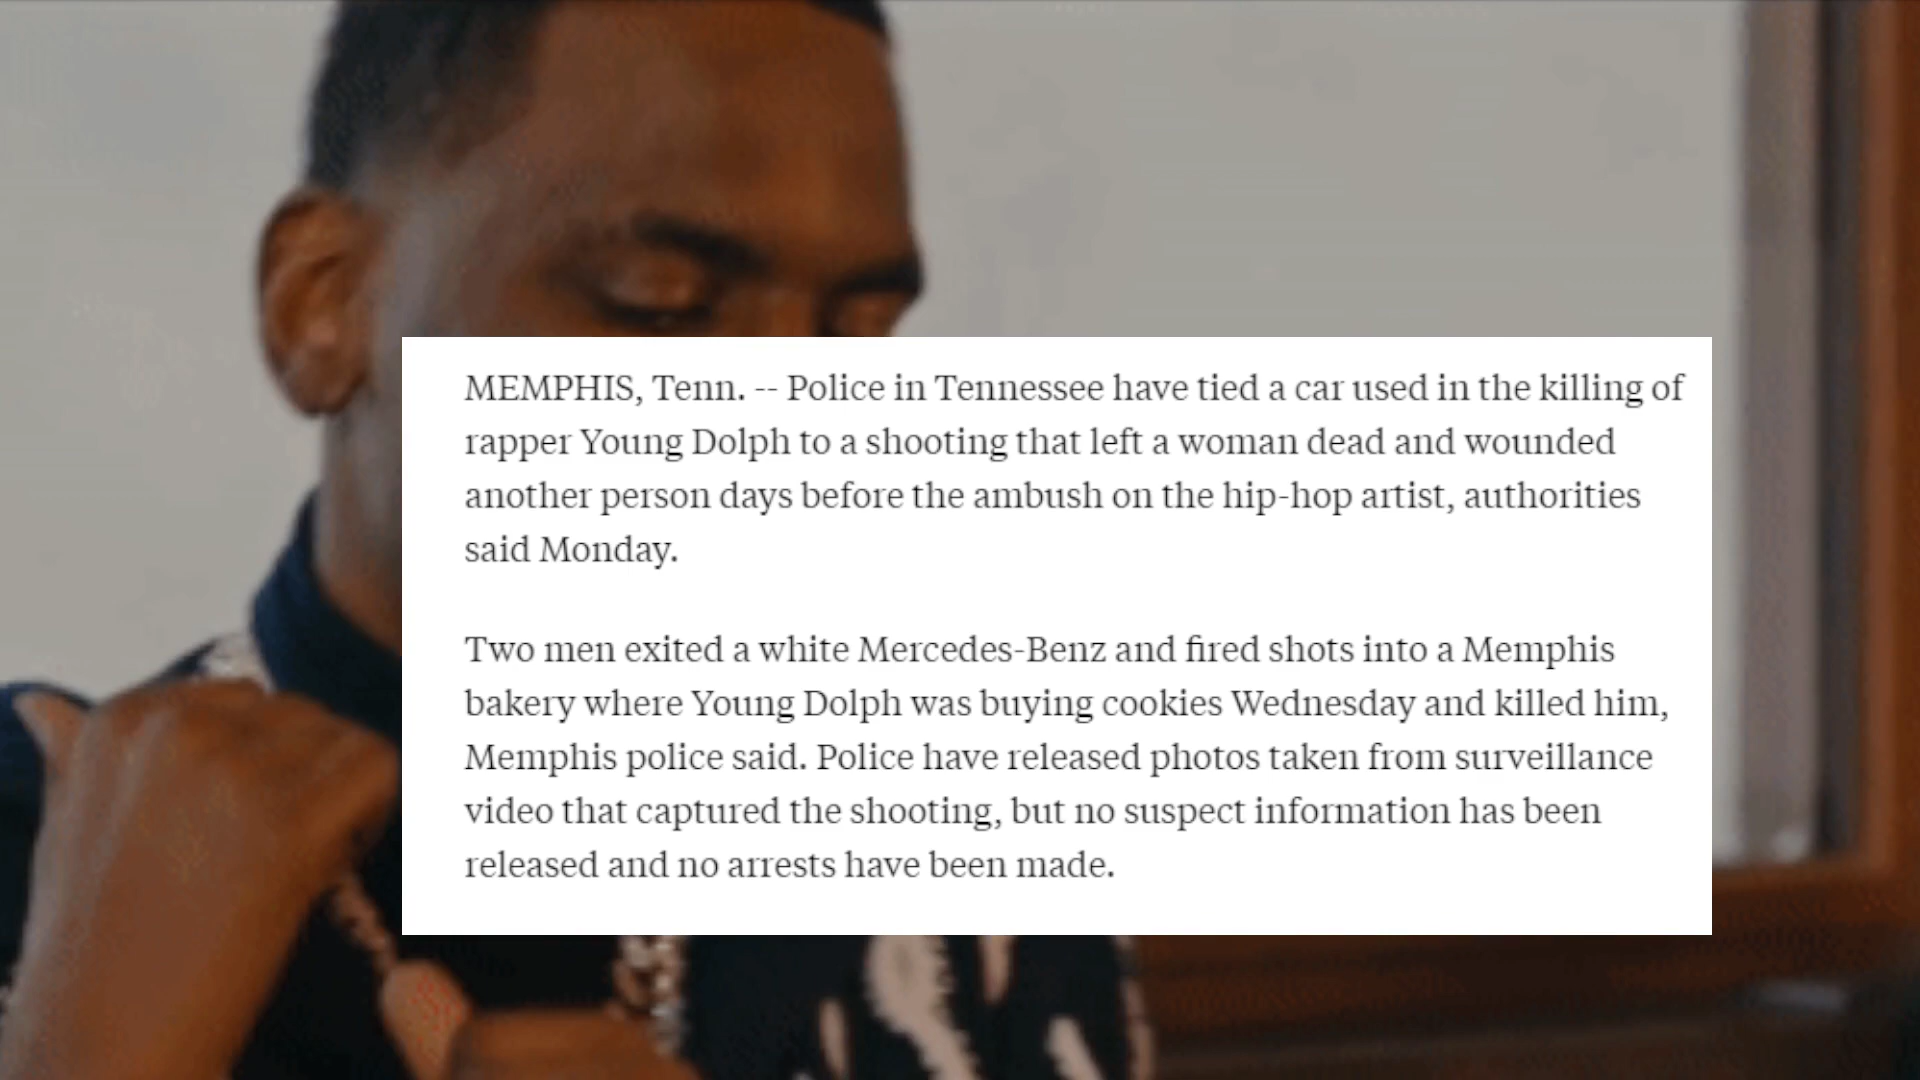 MEMPHIS, Tenn. -- Police in Tennessee have tied a car used in the killing of
rapper Young Dolph to a shooting that left a woman dead and wounded
another person days before the ambush on the hip-hop artist, authorities
said Monday.
Two men exited a white Mercedes-Benz and fired shots into a Memphis
bakery where Young Dolph was buying cookies Wednesday and killed him,
Memphis police said. Police have released photos taken from surveillance
video that captured the shooting, but no suspect information has been
released and no arrests have been made.